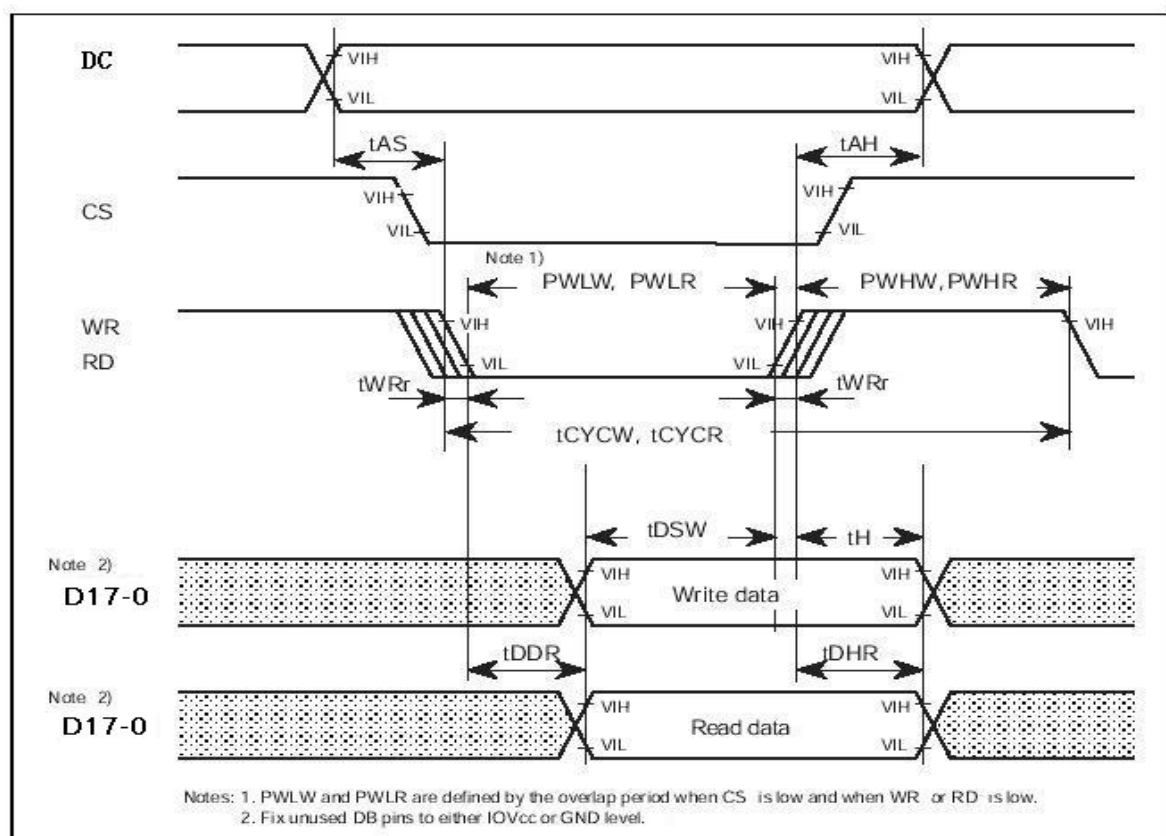 DC
VIH
VIH
VIL
VIL
tAS
tAH
CS
VIH
VIH
VIL
VIL
Note 1)
PWLW, PWLR
PWHW, PWHR
WR
RD
VIH
VIH
VIH
VIL
VIL
tWRr
tWRr
tCYCW, tCYCR
tDSW
tH
Note 2)
D17-0
VIH
VIH
Write data
VIL
VIL
tDDR
tDHR
Note 2)
D17-0
VIH
VIH
Read data
VIL
VIL
Notes: 1. PWLW and PWLR are defined by the overlap period when CS is low and when WR or RD is low.
2. Fix unused DB pins to either IOVcc or GND level.